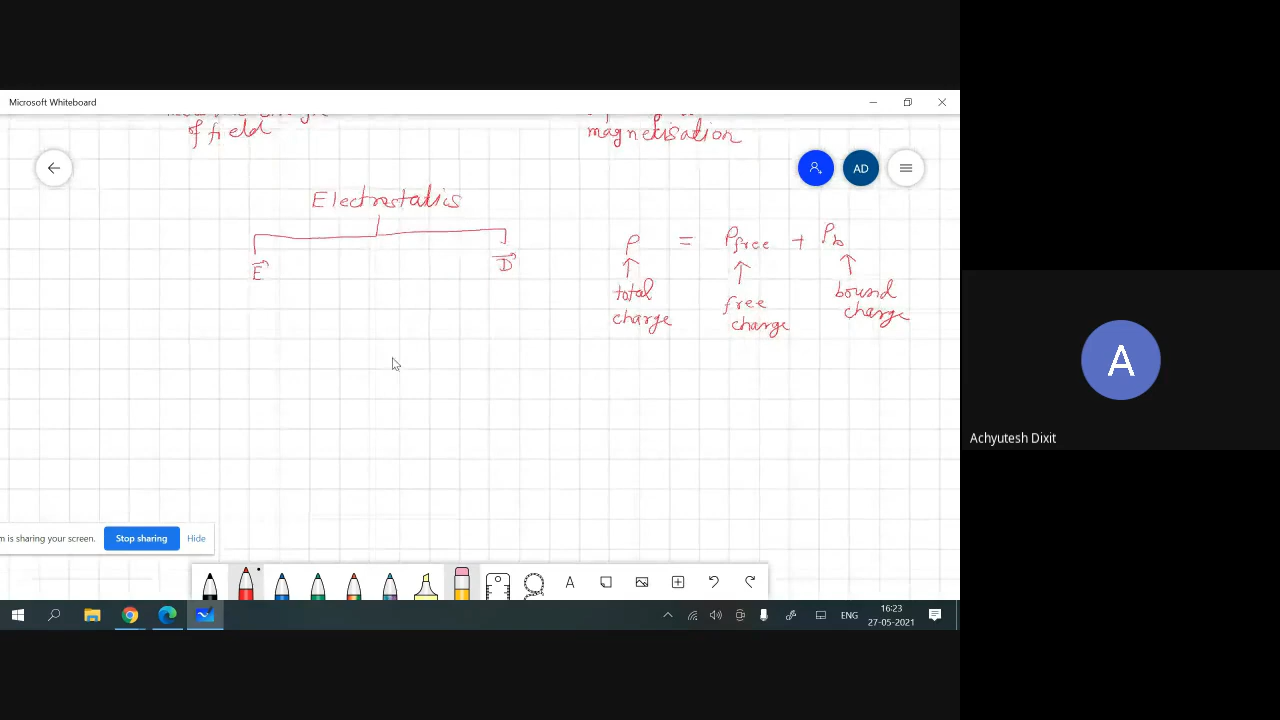 Microsoft Whiteboard
of field
magnetisation
AD
Electrostatics
E
D
ρ = ρfree + ρb
total charge
free charge
bound charge
m is sharing your screen.
Stop sharing
Hide
A
ENG
16:23
27-05-2021
A
Achyutesh Dixit